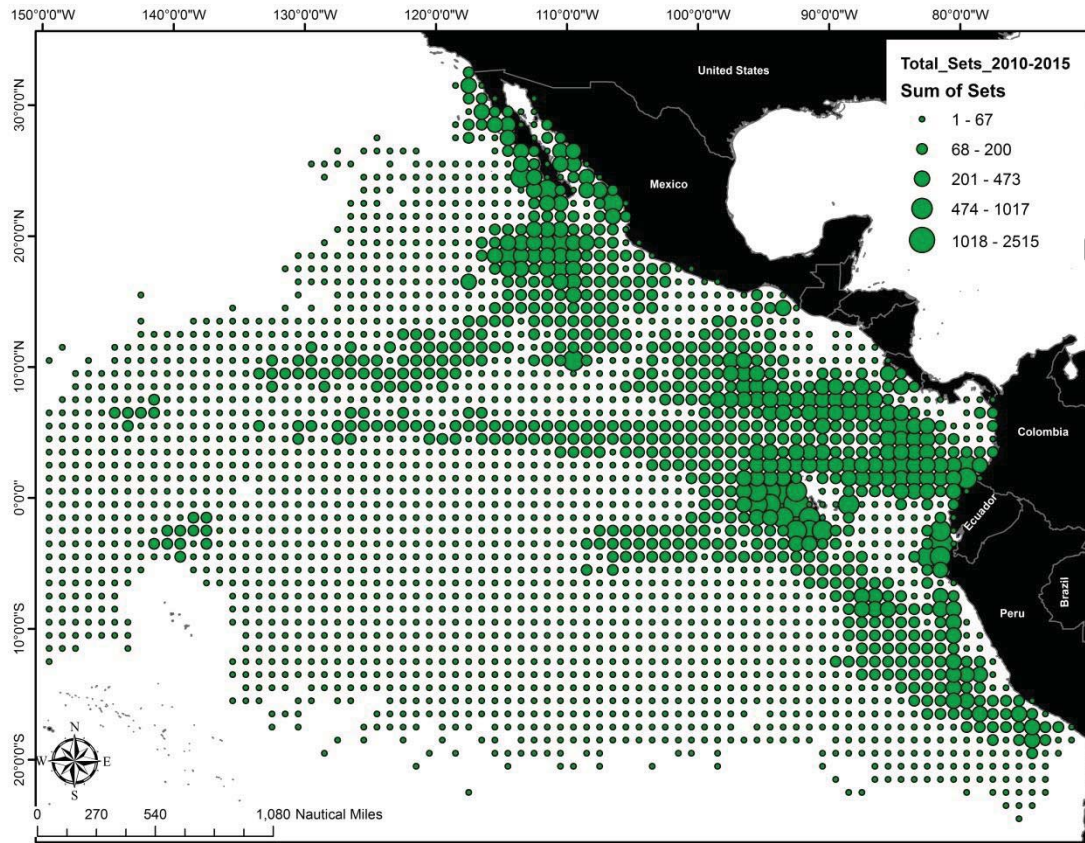 150°0'0"W 140°0'0"W 130°0'0"W 120°0'0"W 110°0'0"W 100°0'0"W 90°0'0"W 80°0'0"W
Total_Sets_2010-2015
Sum of Sets
1 - 67
68 - 200
201 - 473
474 - 1017
1018 - 2515
United States
Mexico
Colombia
Ecuador
Peru
Brazil
30°0'0"N
20°0'0"N
10°0'0"N
0°0'0"
10°0'0"S
20°0'0"S
N
W E
S
0 270 540 1,080 Nautical Miles